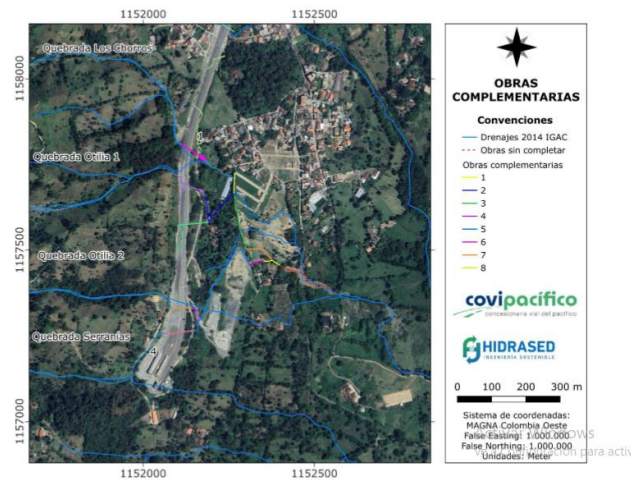 1152000
1152500
1158000
1157500
1157000
Quebrada Los Chorros
Quebrada Otilia 1
Quebrada Otilia 2
Quebrada Serranías
1
4
1152000
1152500
OBRAS
COMPLEMENTARIAS
Convenciones
Drenajes 2014 IGAC
Obras sin completar
Obras complementarias
1
2
3
4
5
6
7
8
covipacífico
concesionaria vial del pacífico
HIDRASED
INGENIERÍA SOSTENIBLE
0 100 200 300 m
Sistema de coordenadas:
MAGNA Colombia Oeste
False Easting: 1.000.000
False Northing: 1.000.000
Unidades: Meter